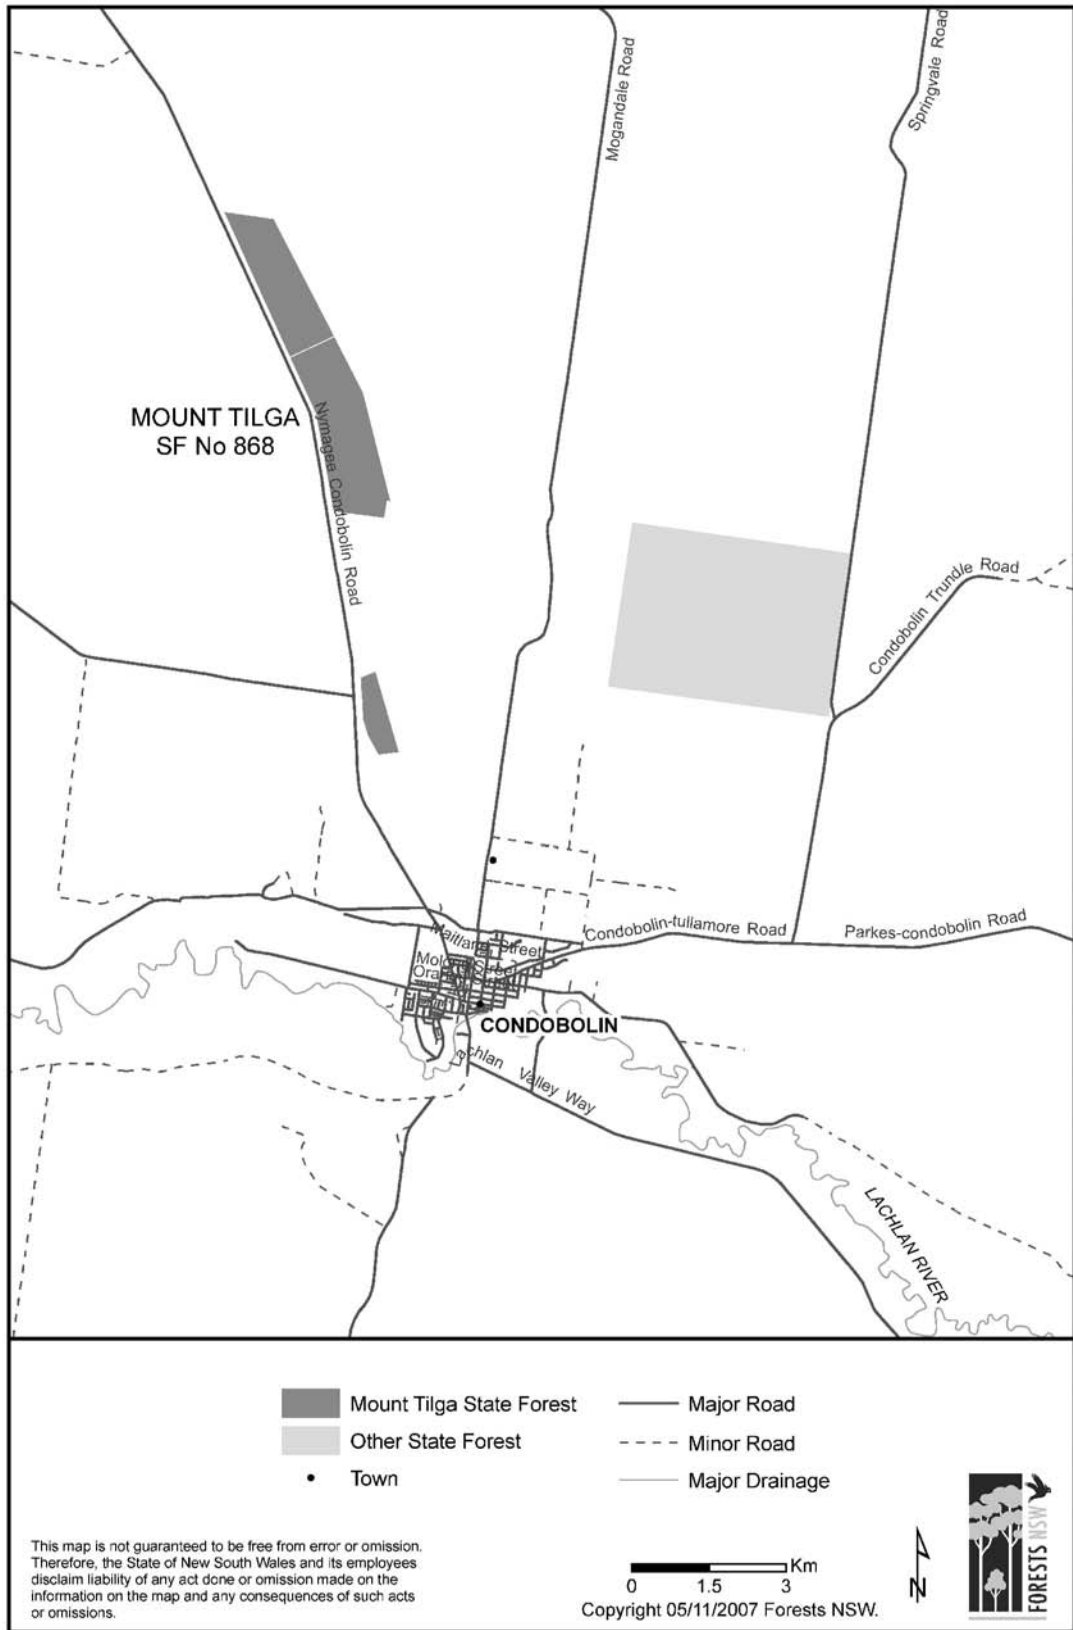 Mogandale Road
Springvale Road
MOUNT TILGA
SF No 868
Nymagee Condobolin Road
Condobolin Trundle Road
Condobolin-tullamore Road
Parkes-condobolin Road
Maitland Street
Street
CONDOBOLIN
Valley Way
LACHLAN RIVER
Mount Tilga State Forest
Other State Forest
Town
Major Road
Minor Road
Major Drainage
This map is not guaranteed to be free from error or omission.
Therefore, the State of New South Wales and its employees
disclaim liability of any act done or omission made on the
information on the map and any consequences of such acts
or omissions.
Km
0 1.5 3
Copyright 05/11/2007 Forests NSW.
N
FORESTS NSW